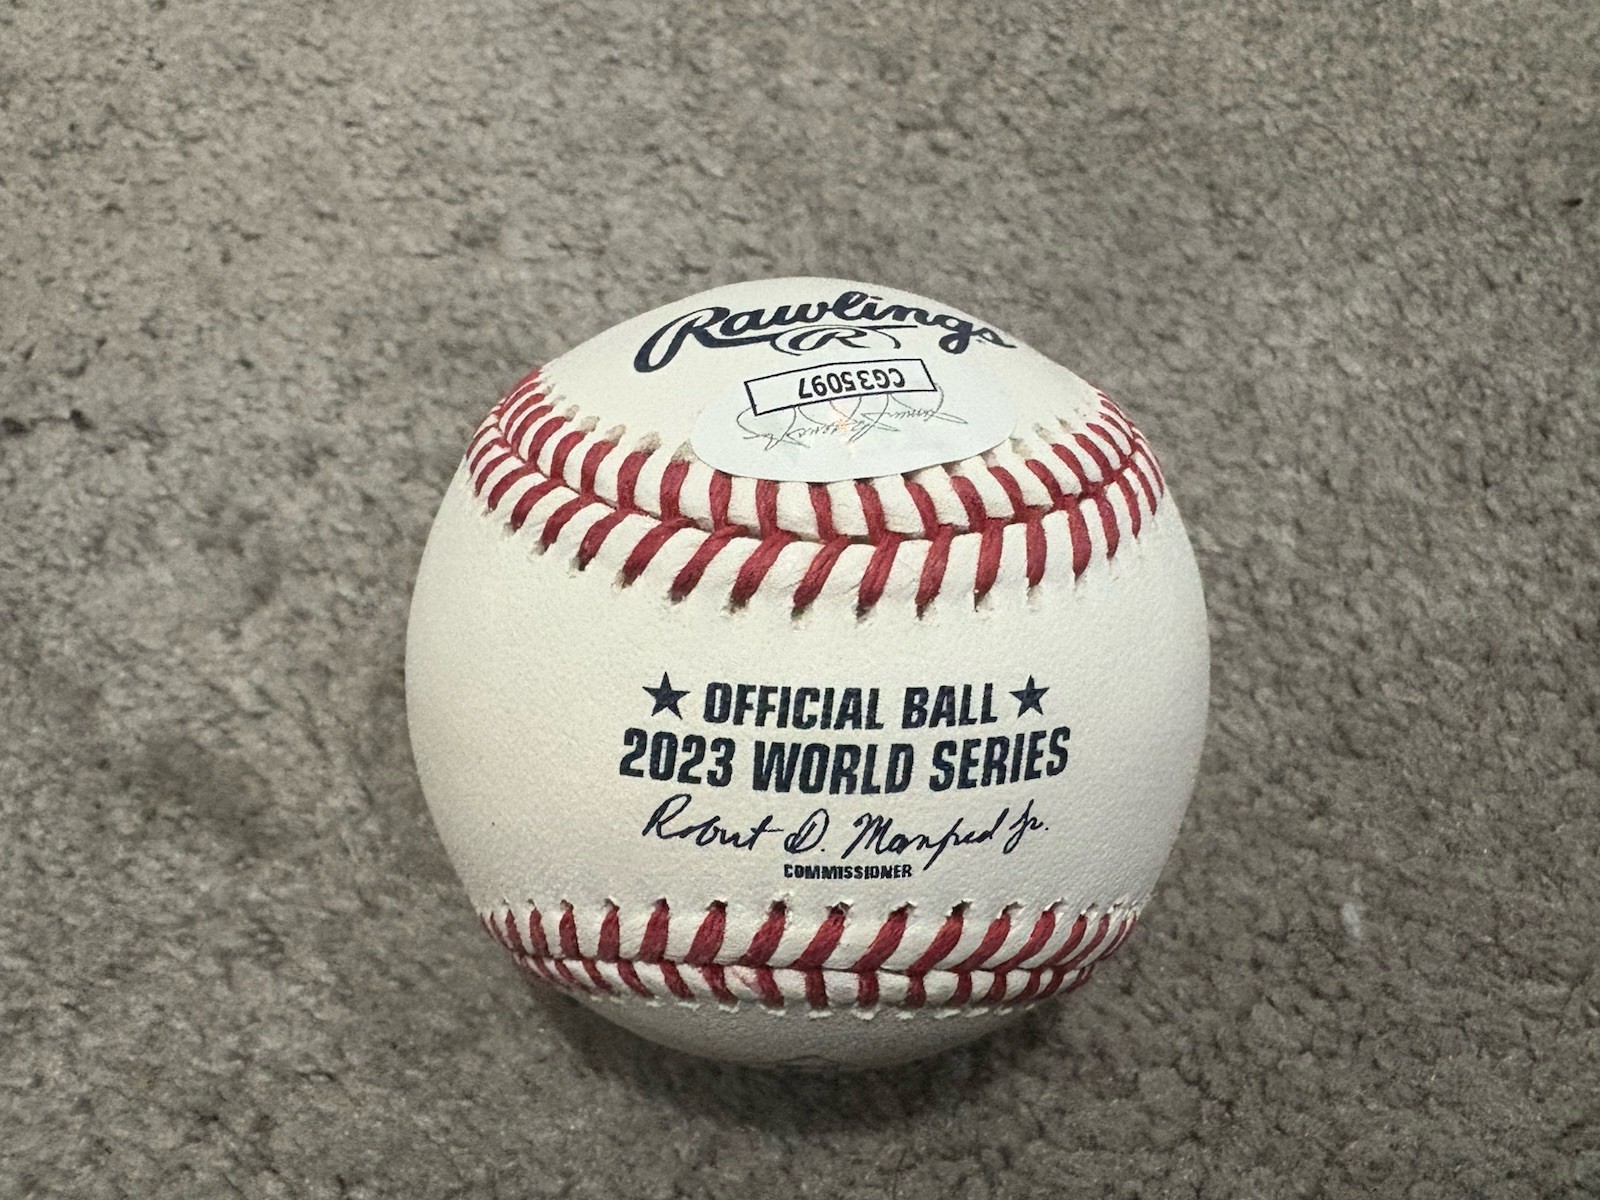 Rawlings
R
CG35097
★ OFFICIAL BALL ★
2023 WORLD SERIES
Robert D. Manfred Jr.
COMMISSIONER